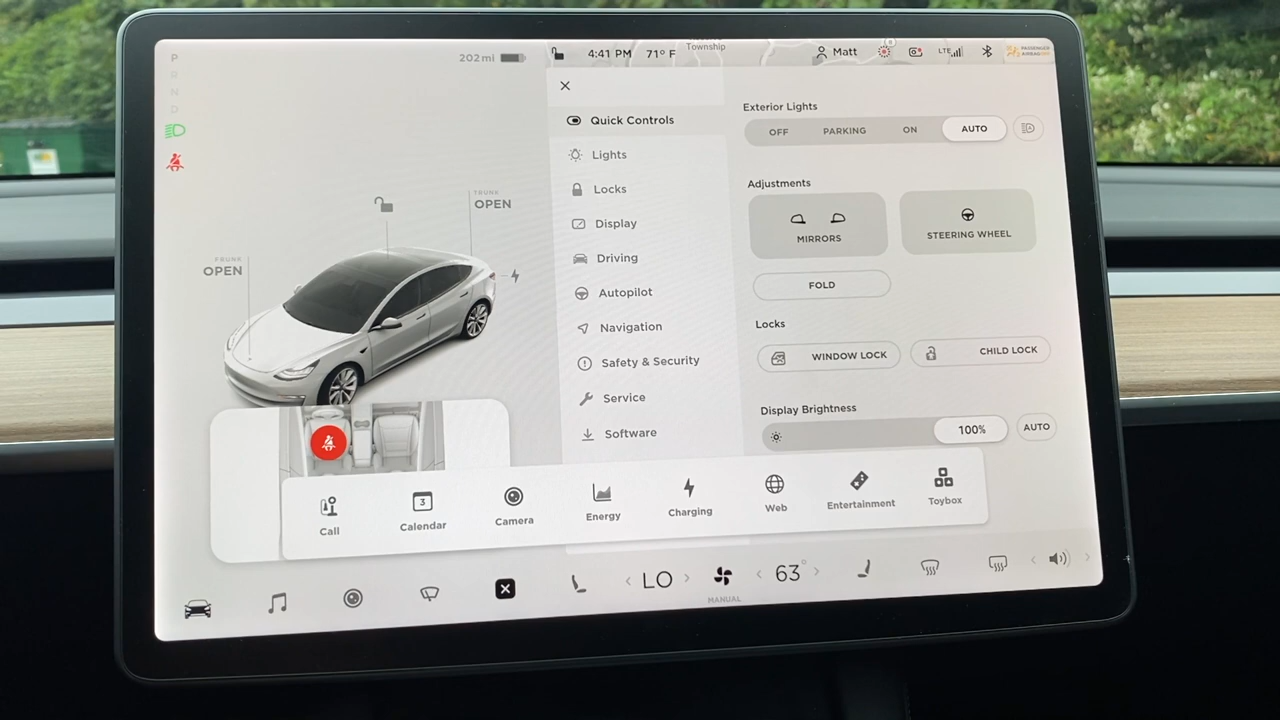 P
R
N
D
202 mi
4:41 PM
71° F
Township
Matt
LTE
PASSENGER
AIRBAG OFF
Quick Controls
Lights
Locks
Display
Driving
Autopilot
Navigation
Safety & Security
Service
Software
TRUNK
OPEN
FRUNK
OPEN
Exterior Lights
OFF
PARKING
ON
AUTO
Adjustments
MIRRORS
STEERING WHEEL
FOLD
Locks
WINDOW LOCK
CHILD LOCK
Display Brightness
100%
AUTO
Call
3
Calendar
Camera
Energy
Charging
Web
Entertainment
Toybox
LO
MANUAL
63°